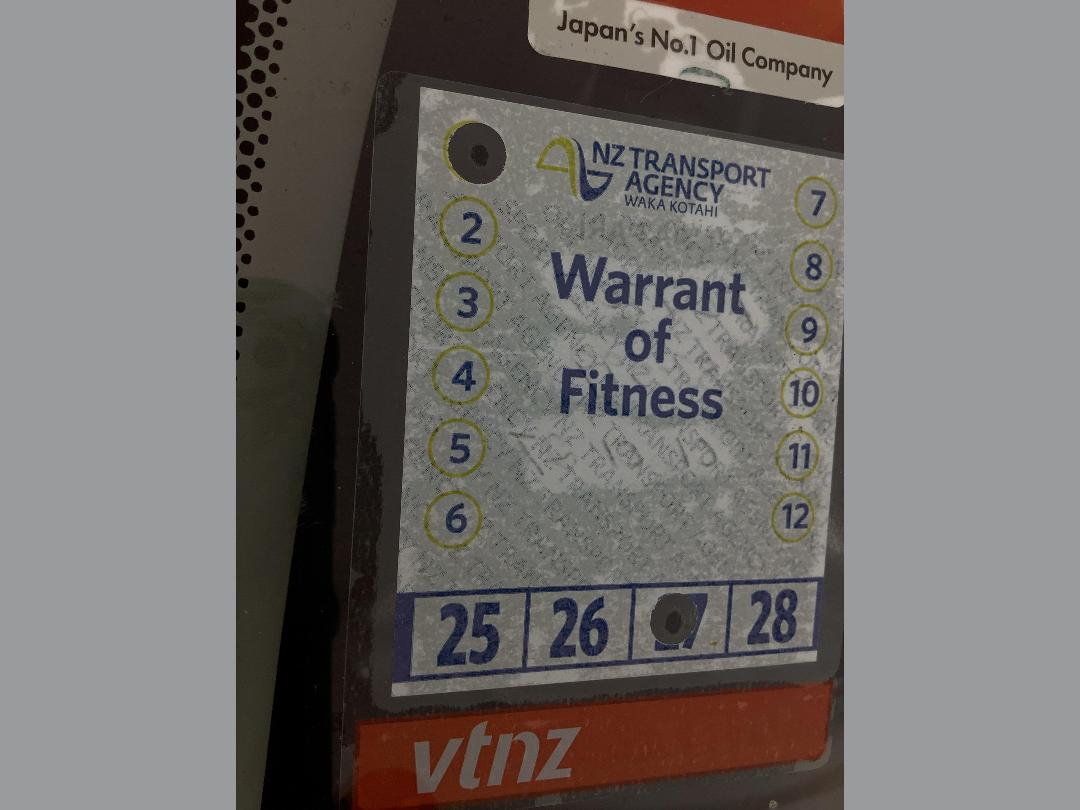 Japan's No.1 Oil Company
NZ TRANSPORT
AGENCY
WAKA KOTAHI
2
3
4
5
6
7
8
9
10
11
12
Warrant
of
Fitness
25 26 7 28
vtnz